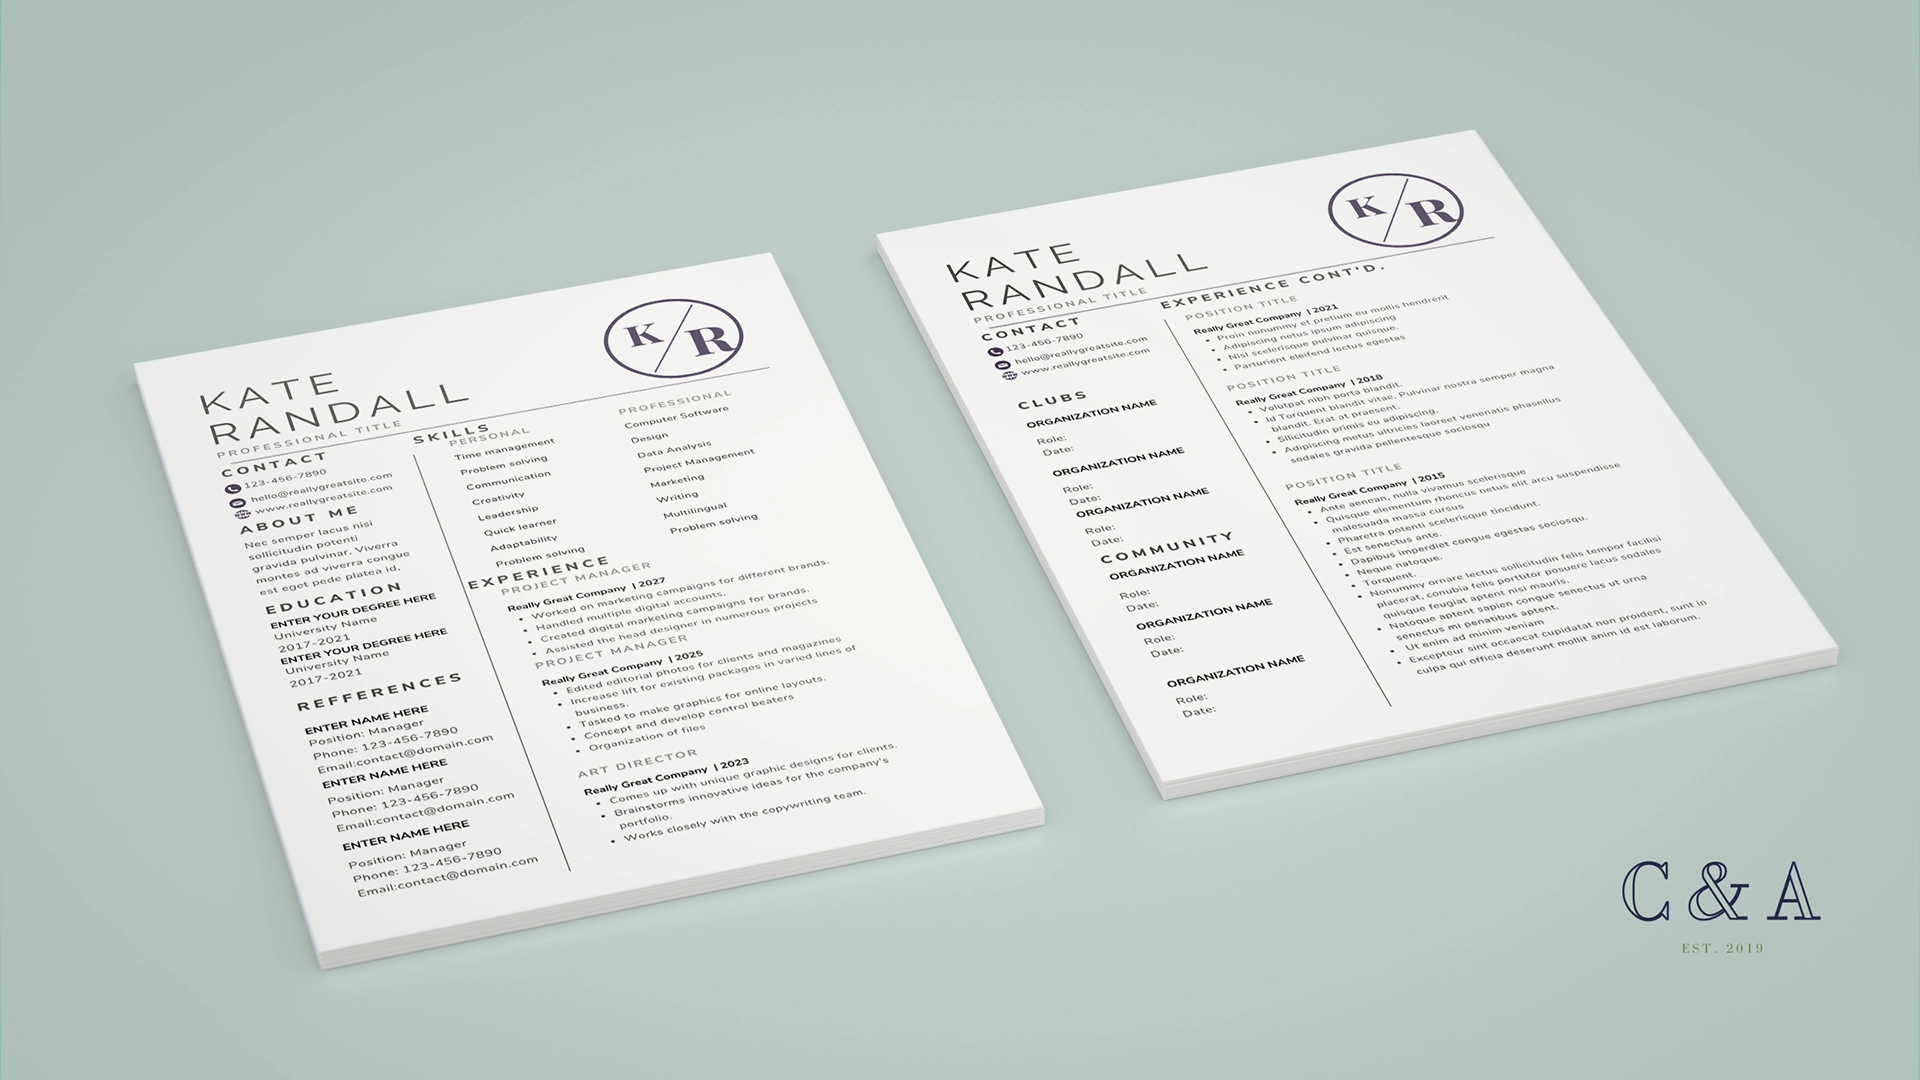 KATE
RANDALL
PROFESSIONAL TITLE
K/R
CONTACT
123-456-7890
hello@reallygreatsite.com
www.reallygreatsite.com
ABOUT ME
Nec semper lacus nisi
sollicitudin potenti
gravida pulvinar. Viverra
montes ad viverra congue
est eget pede platea id.
EDUCATION
ENTER YOUR DEGREE HERE
University Name
2017-2021
ENTER YOUR DEGREE HERE
University Name
2017-2021
REFFERENCES
ENTER NAME HERE
Position: Manager
Phone: 123-456-7890
Email:contact@domain.com
ENTER NAME HERE
Position: Manager
Phone: 123-456-7890
Email:contact@domain.com
ENTER NAME HERE
Position: Manager
Phone: 123-456-7890
Email:contact@domain.com
SKILLS
PERSONAL
Time management
Problem solving
Communication
Creativity
Leadership
Quick learner
Adaptability
Problem solving
PROFESSIONAL
Computer Software
Design
Data Analysis
Project Management
Marketing
Writing
Multilingual
Problem solving
EXPERIENCE
PROJECT MANAGER
Really Great Company | 2027
• Worked on marketing campaigns for different brands.
• Handled multiple digital accounts.
• Created digital marketing campaigns for brands.
• Assisted the head designer in numerous projects
PROJECT MANAGER
Really Great Company | 2025
• Edited editorial photos for clients and magazines
• Increase lift for existing packages in varied lines of
business.
• Tasked to make graphics for online layouts.
• Concept and develop control beaters
• Organization of files
ART DIRECTOR
Really Great Company | 2023
• Comes up with unique graphic designs for clients.
• Brainstorms innovative ideas for the company's
portfolio.
• Works closely with the copywriting team.
KATE
RANDALL
PROFESSIONAL TITLE
K/R
CONTACT
123-456-7890
hello@reallygreatsite.com
www.reallygreatsite.com
CLUBS
ORGANIZATION NAME
Role:
Date:
ORGANIZATION NAME
Role:
Date:
ORGANIZATION NAME
Role:
Date:
COMMUNITY
ORGANIZATION NAME
Role:
Date:
ORGANIZATION NAME
Role:
Date:
ORGANIZATION NAME
Role:
Date:
EXPERIENCE CONT'D.
POSITION TITLE
Really Great Company | 2021
• Proin nonummy et pretium eu mollis hendrerit
• Adipiscing netus ipsum adipiscing
• Nisl scelerisque pulvinar quisque.
• Parturient eleifend lectus egestas
POSITION TITLE
Really Great Company | 2018
• Volutpat nibh porta blandit.
• Id Torquent blandit vitae. Pulvinar nostra semper magna
blandit. Erat at praesent.
• Sllicitudin primis eu adipiscing.
• Adipiscing metus ultricies laoreet venenatis phasellus
sodales gravida pellentesque sociosqu
POSITION TITLE
Really Great Company | 2015
• Ante aenean, nulla vivamus scelerisque
• Quisque elementum rhoncus netus elit arcu suspendisse
malesuada massa cursus
• Pharetra potenti scelerisque tincidunt.
• Est senectus ante.
• Dapibus imperdiet congue egestas sociosqu.
• Neque natoque.
• Torquent.
• Nonummy ornare lectus sollicitudin felis tempor facilisi
placerat, conubia felis porttitor posuere lacus sodales
quisque feugiat aptent nisi mauris.
• Natoque aptent sapien congue senectus ut urna
senectus mi penatibus aptent.
• Ut enim ad minim veniam
• Excepteur sint occaecat cupidatat non proident, sunt in
culpa qui officia deserunt mollit anim id est laborum.
C & A
EST. 2019